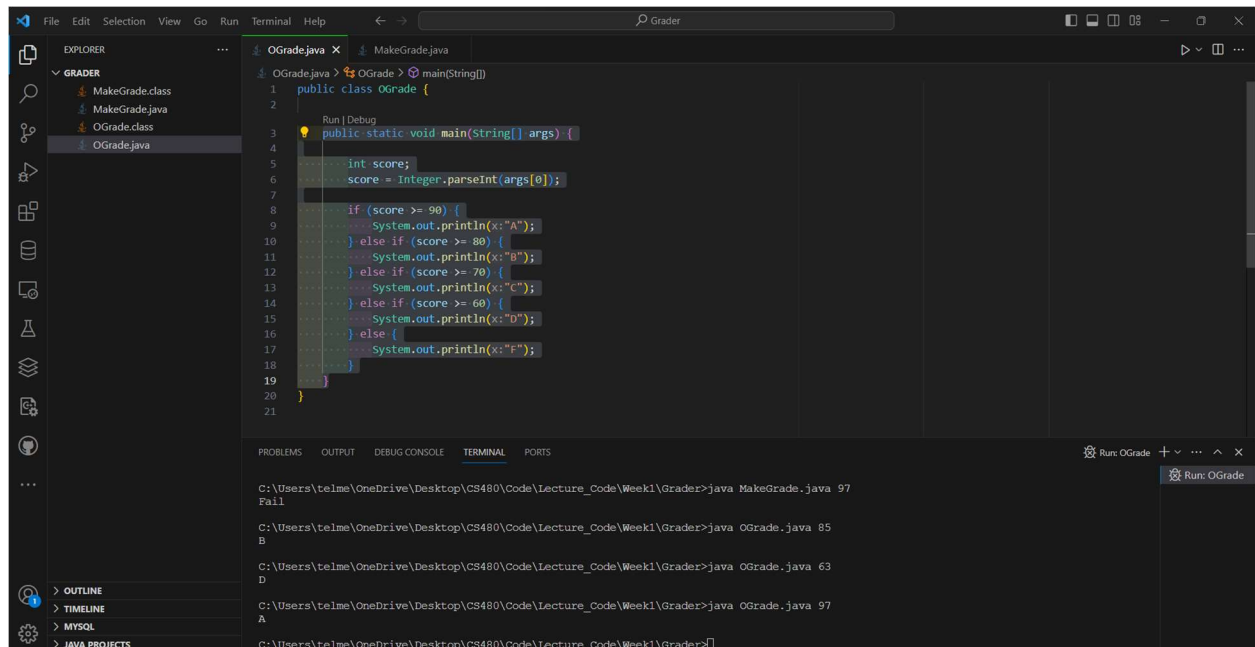 File Edit Selection View Go Run Terminal Help
Grader
EXPLORER
GRADER
MakeGrade.class
MakeGrade.java
OGrade.class
OGrade.java
OUTLINE
TIMELINE
MYSQL
JAVA PROJECTS
OGrade.java MakeGrade.java
OGrade.java > OGrade > main(String[])
1 public class OGrade {
2
Run | Debug
3 public static void main(String[] args) {
4
5 int score;
6 score = Integer.parseInt(args[0]);
7
8 if (score >= 90) {
9 System.out.println(x:"A");
10 } else if (score >= 80) {
11 System.out.println(x:"B");
12 } else if (score >= 70) {
13 System.out.println(x:"C");
14 } else if (score >= 60) {
15 System.out.println(x:"D");
16 } else {
17 System.out.println(x:"F");
18 }
19 }
20 }
21
PROBLEMS OUTPUT DEBUG CONSOLE TERMINAL PORTS
Run: OGrade
Run: OGrade
C:\Users\telme\OneDrive\Desktop\CS480\Code\Lecture_Code\Week1\Grader>java MakeGrade.java 97
Fail
C:\Users\telme\OneDrive\Desktop\CS480\Code\Lecture_Code\Week1\Grader>java OGrade.java 85
B
C:\Users\telme\OneDrive\Desktop\CS480\Code\Lecture_Code\Week1\Grader>java OGrade.java 63
D
C:\Users\telme\OneDrive\Desktop\CS480\Code\Lecture_Code\Week1\Grader>java OGrade.java 97
A
C:\Users\telme\OneDrive\Desktop\CS480\Code\Lecture_Code\Week1\Grader>
1